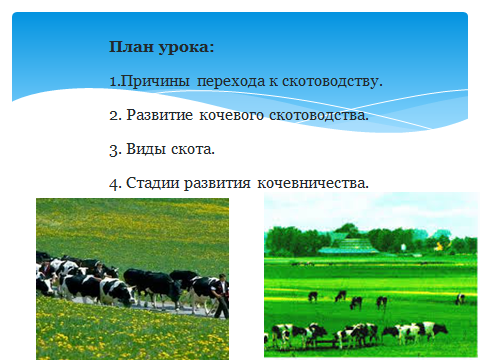 План урока:
1.Причины перехода к скотоводству.
2. Развитие кочевого скотоводства.
3. Виды скота.
4. Стадии развития кочевничества.